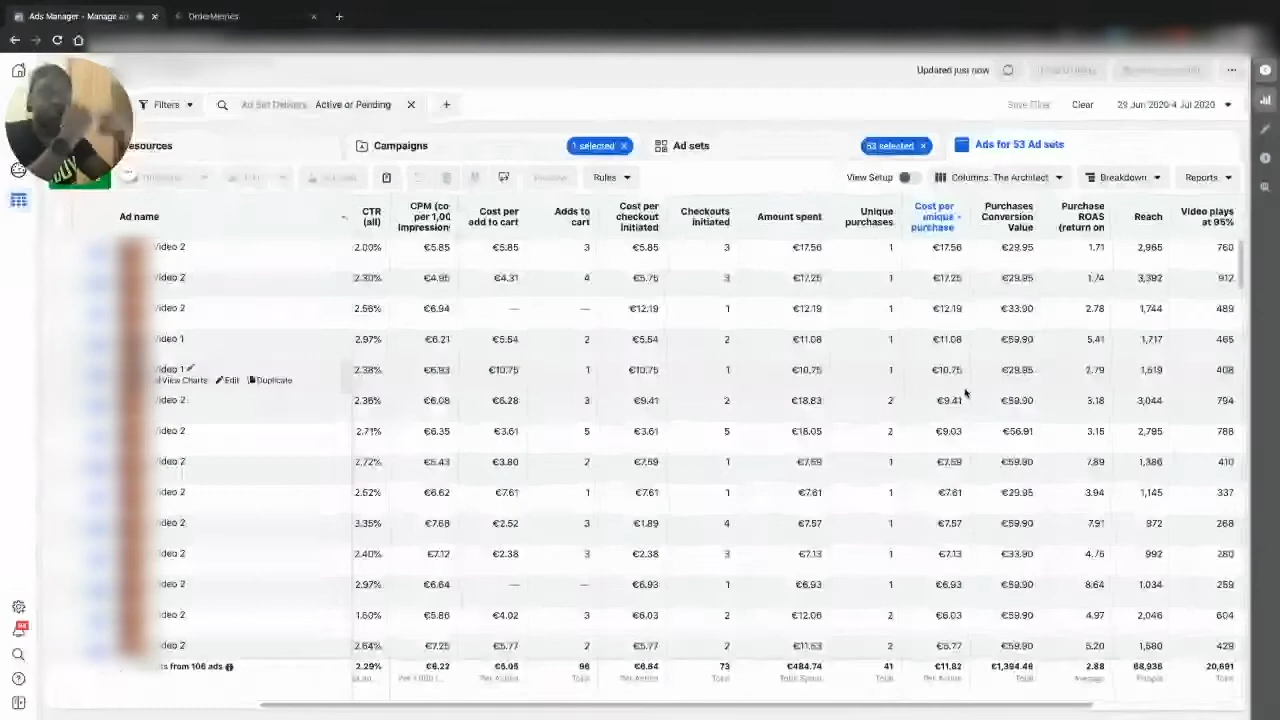 Ads Manager - Manage ad
Updated just now
Filters
Ad Set Delivery Active or Pending
Save Filter
Clear
Resources
Campaigns
1 selected
Ad sets
53 selected
Ads for 53 Ad sets
Rules
View Setup
Columns: The Architect
Breakdown
Reports
Ad name
CTR (all)
CPM (co per 1,00 Impression)
Cost per add to cart
Adds to cart
Cost per checkout initiated
Checkouts initiated
Amount spent
Unique purchases
Cost per unique purchase
Purchases Conversion Value
Purchase ROAS (return on
Reach
Video plays at 95%
Video 2 2.00% €5.85 €5.85 3 €5.85 3 €17.56 1 €17.56 €29.95 1.71 2,965 760
Video 2 2.30% €4.95 €4.31 4 €5.75 3 €17.25 1 €17.25 €29.95 1.74 3,392 912
Video 2 2.56% €6.94 — — €12.19 1 €12.19 1 €12.19 €33.90 2.78 1,744 489
Video 1 2.97% €6.21 €5.54 2 €5.54 2 €11.08 1 €11.08 €59.90 5.41 1,717 465
Video 1 2.38% €6.93 €10.75 1 €10.75 1 €10.75 1 €10.75 €29.95 2.79 1,519 408
View Charts Edit Duplicate
Video 2 2.36% €6.08 €6.28 3 €9.41 2 €18.83 2 €9.41 €59.90 3.18 3,044 794
Video 2 2.71% €6.35 €3.61 5 €3.61 5 €18.05 2 €9.03 €56.91 3.15 2,795 788
Video 2 2.72% €5.43 €3.80 2 €7.59 1 €7.59 1 €7.59 €59.90 7.89 1,386 410
Video 2 2.52% €6.62 €7.61 1 €7.61 1 €7.61 1 €7.61 €29.95 3.94 1,145 337
Video 2 3.35% €7.68 €2.52 3 €1.89 4 €7.57 1 €7.57 €59.90 7.91 972 268
Video 2 2.40% €7.12 €2.38 3 €2.38 3 €7.13 1 €7.13 €33.90 4.75 992 280
Video 2 2.97% €6.64 — — €6.93 1 €6.93 1 €6.93 €59.90 8.64 1,034 259
Video 2 1.60% €5.86 €4.02 3 €6.03 2 €12.06 2 €6.03 €59.90 4.97 2,046 604
Video 2 2.64% €7.25 €5.77 2 €5.77 2 €11.53 2 €5.77 €59.90 5.20 1,580 429
ts from 106 ads 2.29% €6.22 €5.05 96 €6.64 73 €484.74 41 €11.82 €1,394.46 2.88 68,936 20,691
Per Action Total Per Action Total Total Spent Total Per Action Total Average People Total